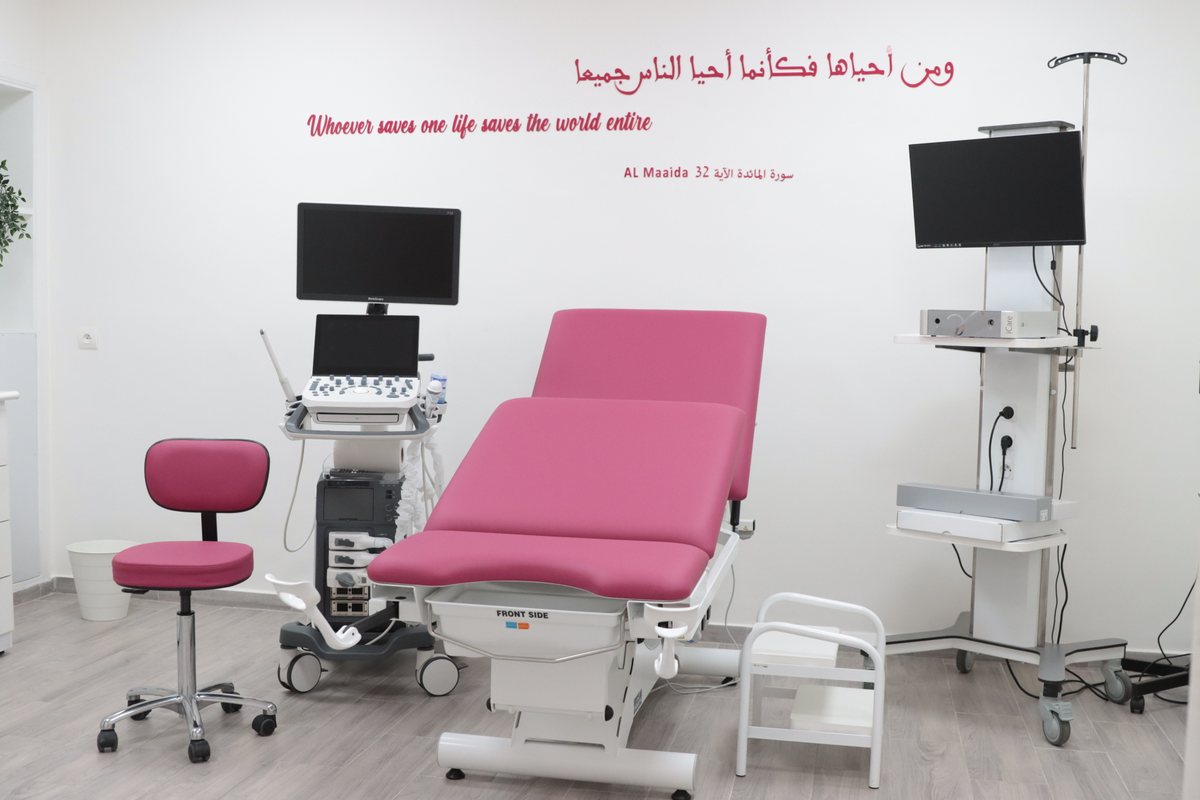 ومن أحياها فكأنما أحيا الناس جميعا
Whoever saves one life saves the world entire
AL Maaida 32 سورة المائدة الآية
iCare
FRONT SIDE